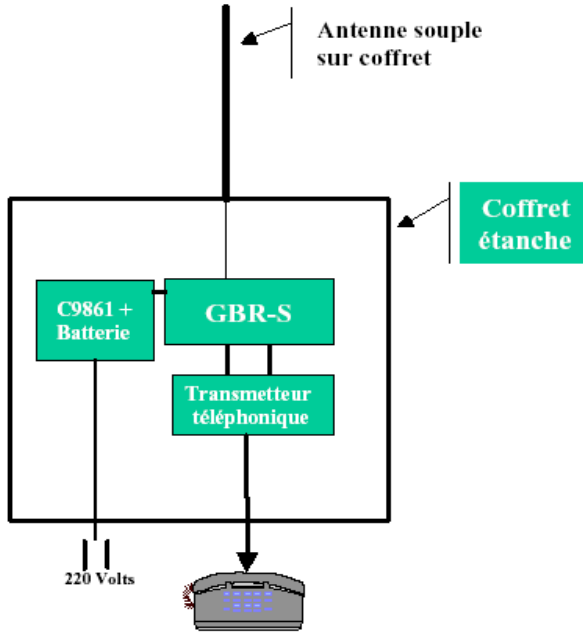 Antenne souple
sur coffret
Coffret
étanche
C9861 +
Batterie
GBR-S
Transmetteur
téléphonique
220 Volts